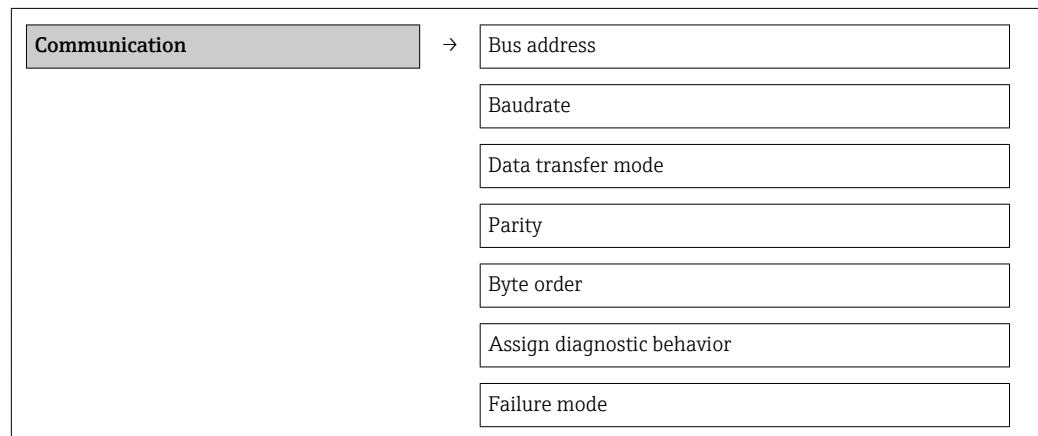 Communication → Bus address
Baudrate
Data transfer mode
Parity
Byte order
Assign diagnostic behavior
Failure mode